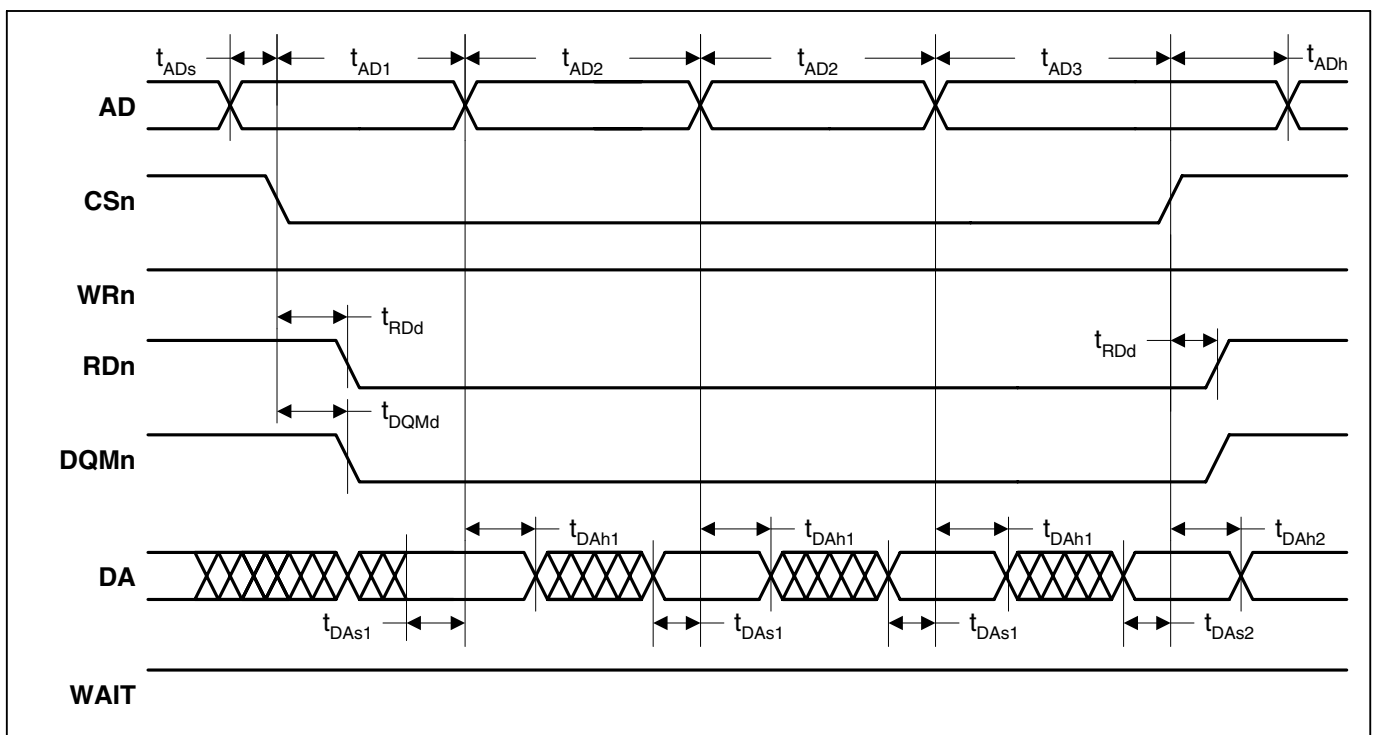 tADs tAD1 tAD2 tAD2 tAD3 tADh
AD
CSn
WRn
tRDd
RDn
tRDd
tDQMd
DQMn
tDAh1 tDAh1 tDAh1 tDAh2
DA
tDAs1 tDAs1 tDAs1 tDAs2
WAIT